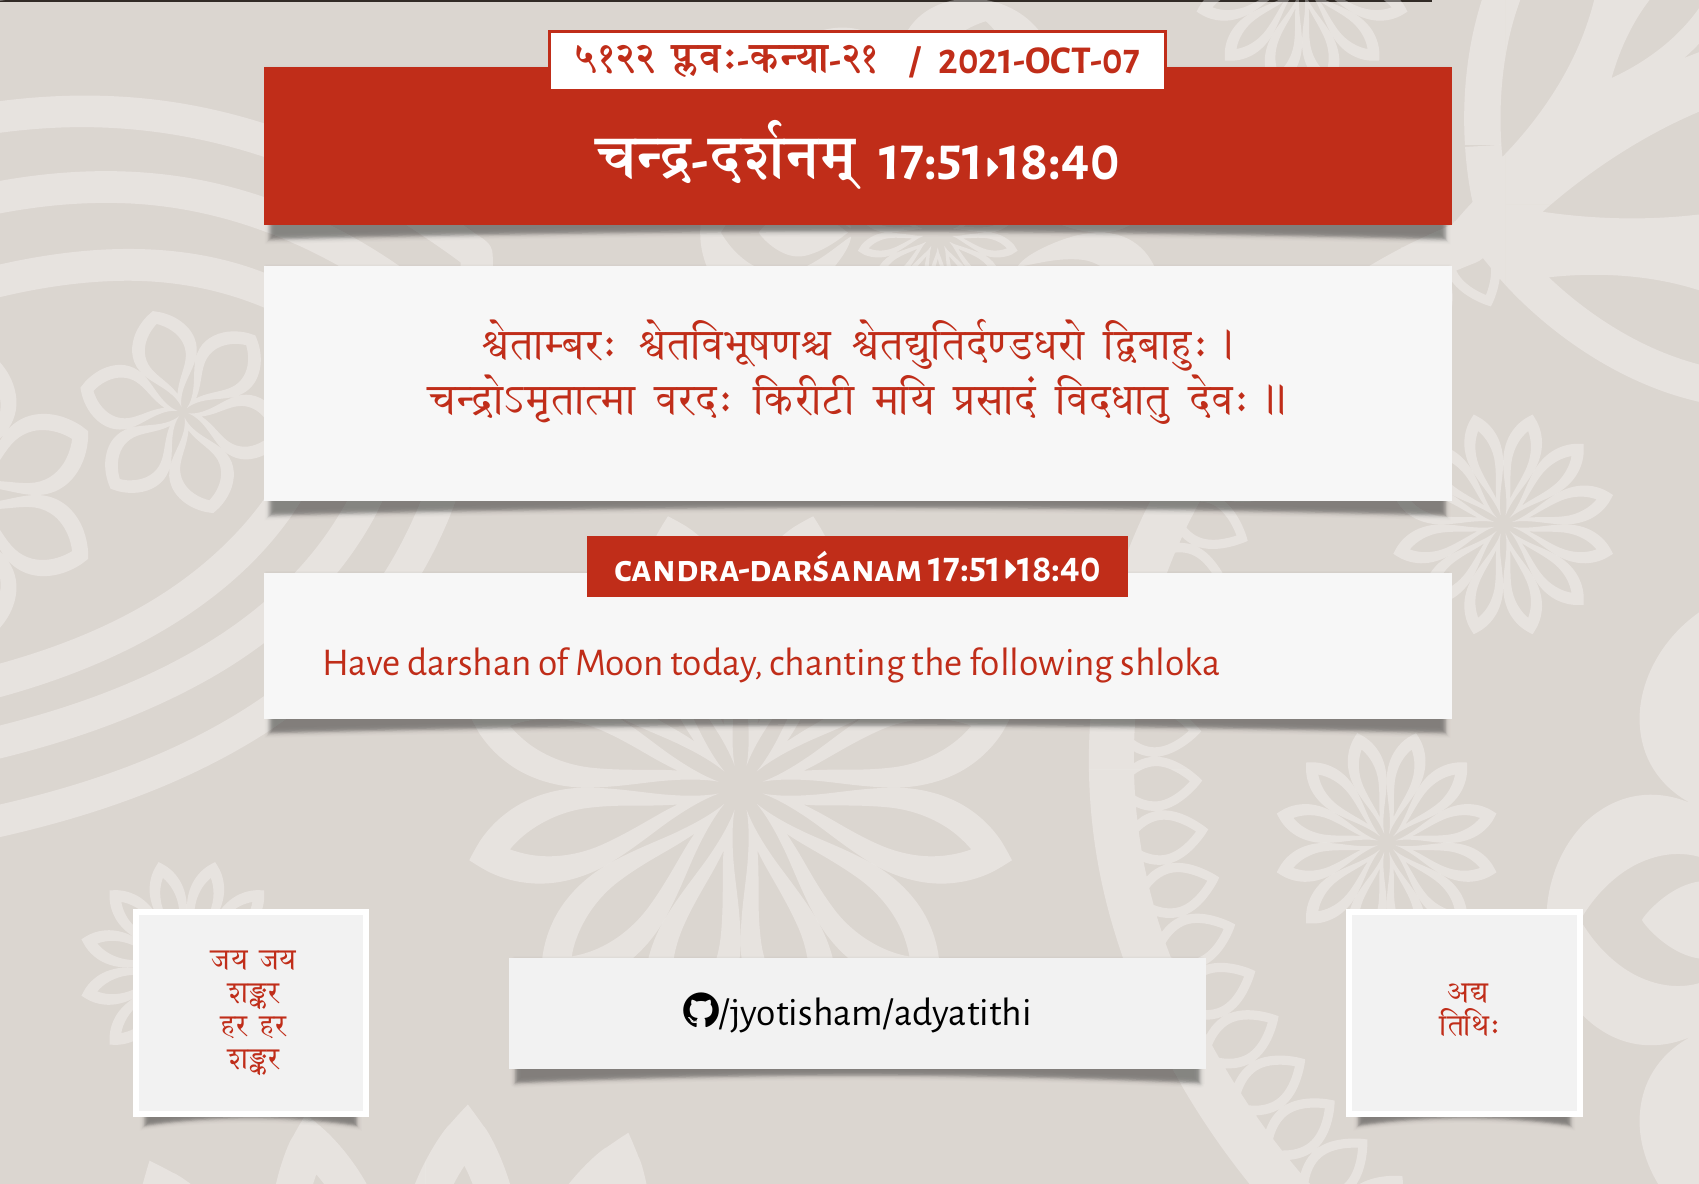 ५१२२ प्लवः-कन्या-२१ / 2021-OCT-07
चन्द्र-दर्शनम् 17:51▸18:40
श्वेताम्बरः श्वेतविभूषणश्च श्वेतद्युतिर्दण्डधरो द्विबाहुः ।
चन्द्रोऽमृतात्मा वरदः किरीटी मयि प्रसादं विदधातु देवः ॥
CANDRA-DARŚANAM 17:51▸18:40
Have darshan of Moon today, chanting the following shloka
जय जय
शङ्कर
हर हर
शङ्कर
/jyotisham/adyatithi
अद्य
तिथिः